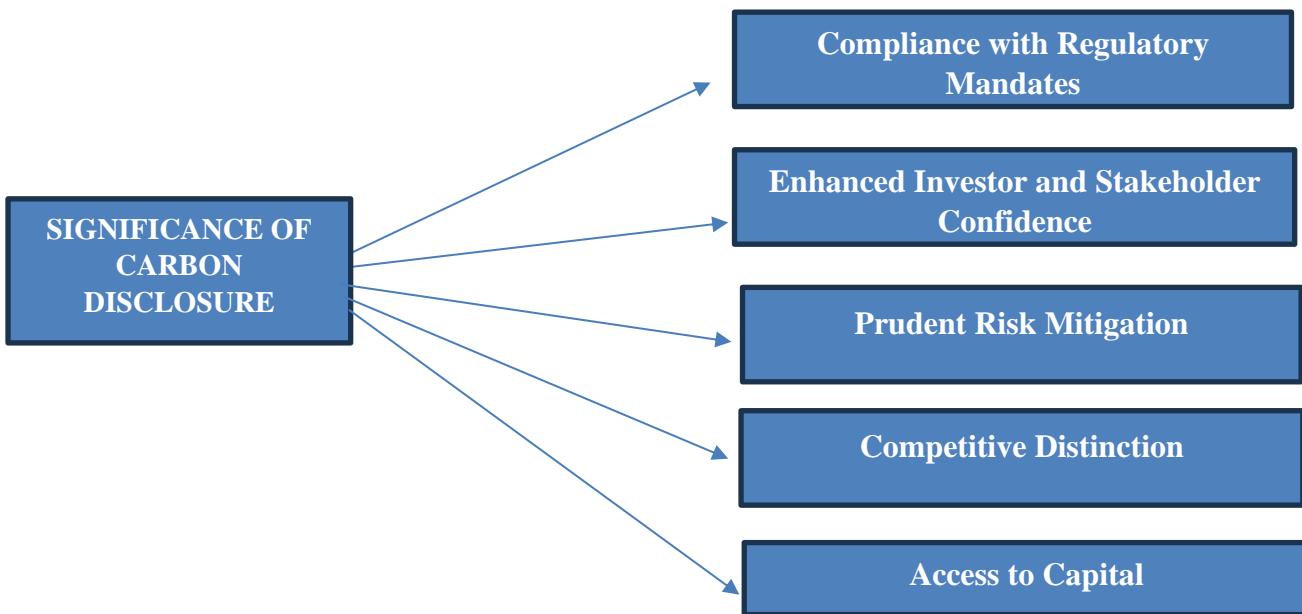 Compliance with Regulatory
Mandates
Enhanced Investor and Stakeholder
Confidence
SIGNIFICANCE OF
CARBON
DISCLOSURE
Prudent Risk Mitigation
Competitive Distinction
Access to Capital